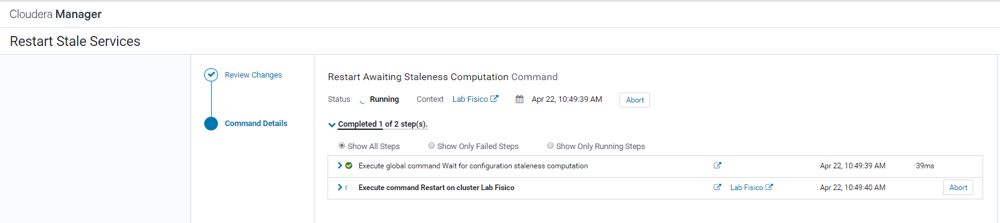 Cloudera Manager
Restart Stale Services
Review Changes
Command Details
Restart Awaiting Staleness Computation Command
Status Running Context Lab Fisico Apr 22, 10:49:39 AM Abort
Completed 1 of 2 step(s).
Show All Steps Show Only Failed Steps Show Only Running Steps
Execute global command Wait for configuration staleness computation Apr 22, 10:49:39 AM 39ms
Execute command Restart on cluster Lab Fisico Lab Fisico Apr 22, 10:49:40 AM Abort